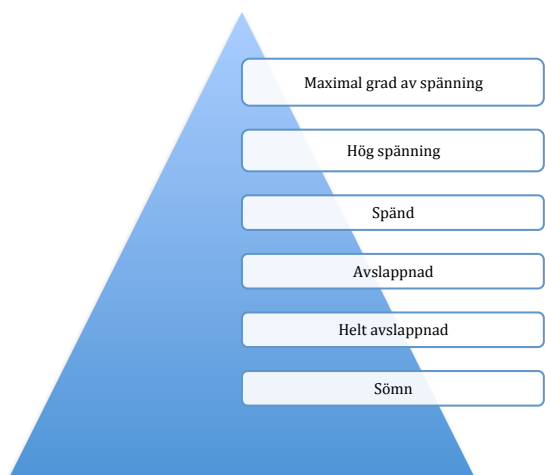 Maximal grad av spänning
Hög spänning
Spänd
Avslappnad
Helt avslappnad
Sömn